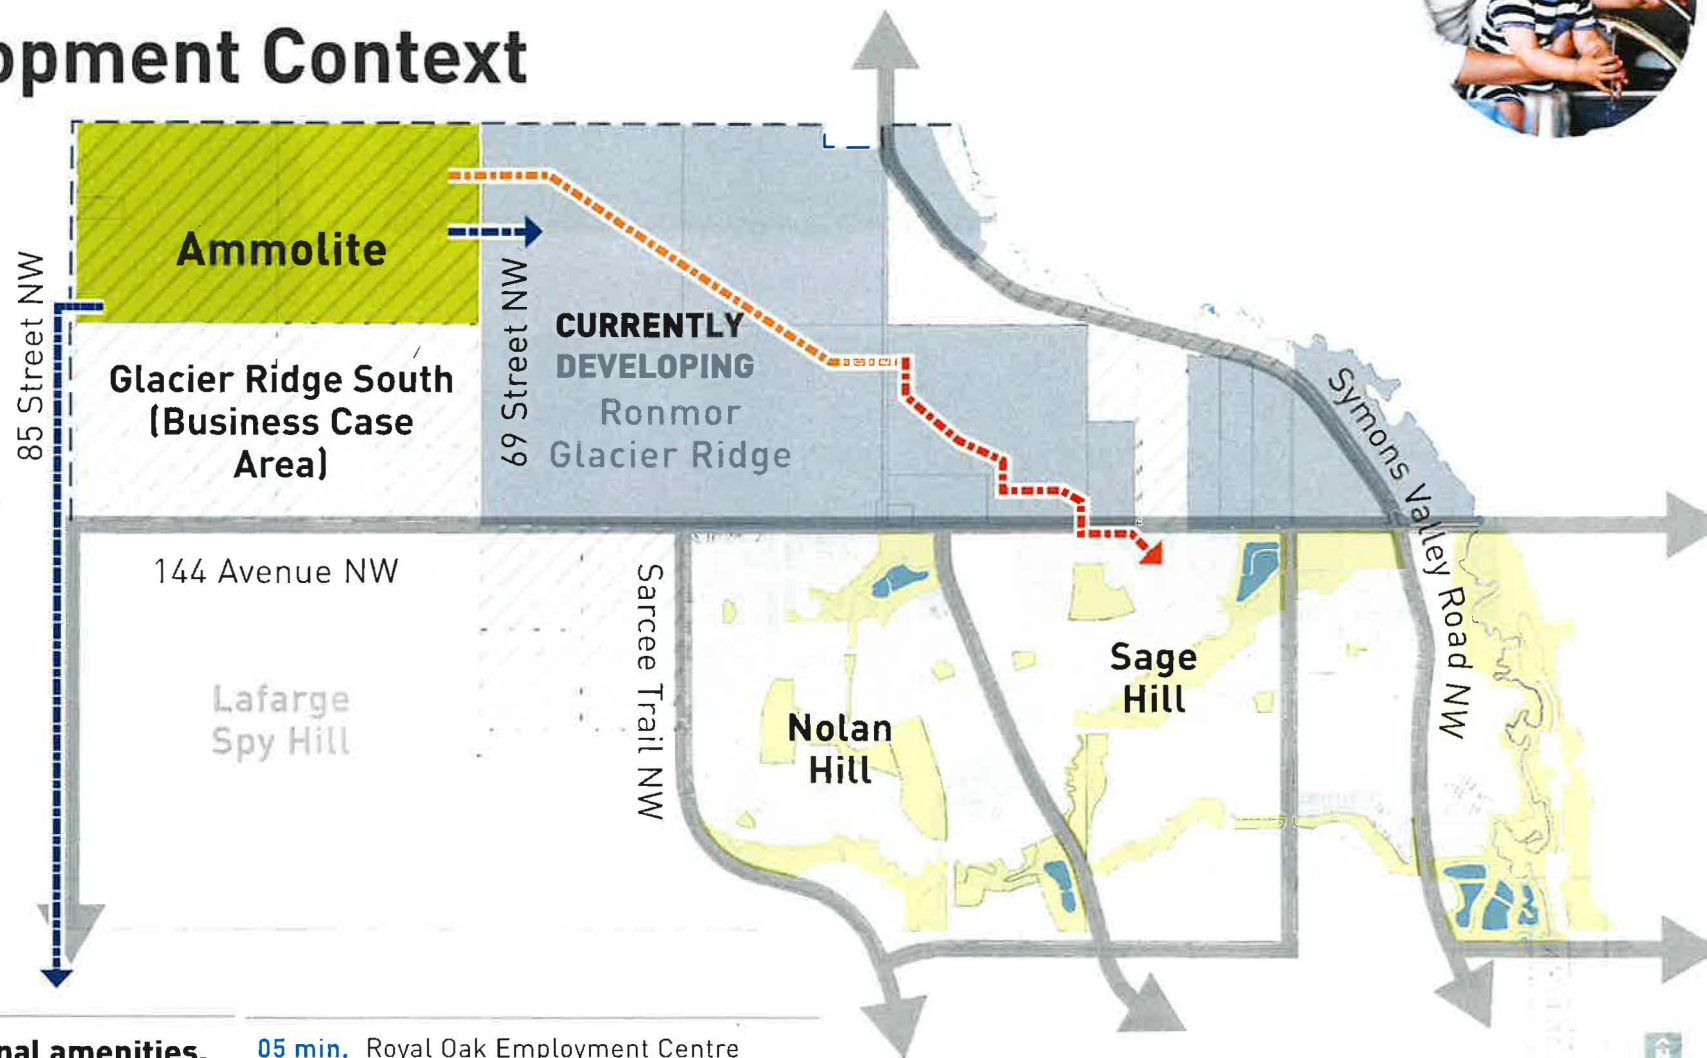 opment Context
Ammolite
85 Street NW
69 Street NW
CURRENTLY
DEVELOPING
Ronmor
Glacier Ridge
Glacier Ridge South
(Business Case
Area)
Symons Valley Road NW
144 Avenue NW
Sarcee Trail NW
Lafarge
Spy Hill
Nolan
Hill
Sage
Hill
nal amenities.
05 min. Royal Oak Employment Centre